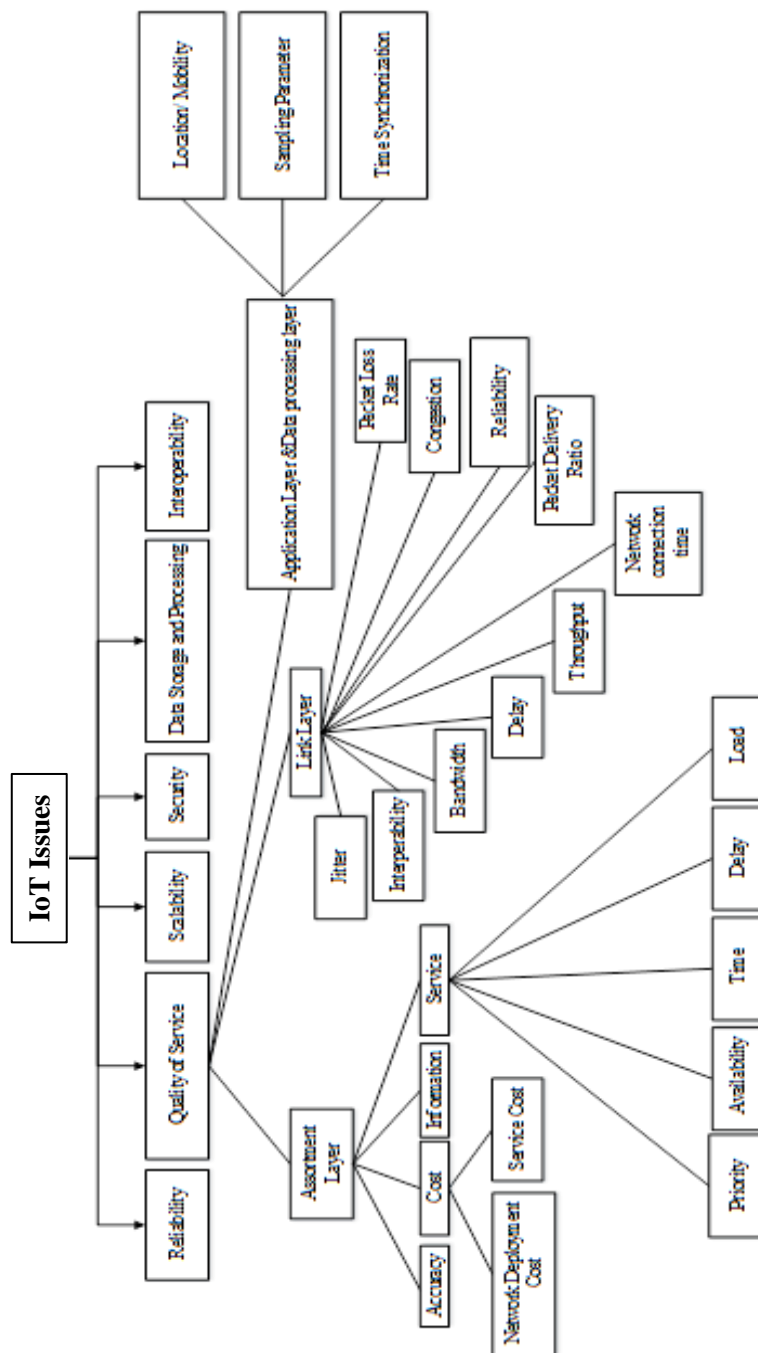 IoT Issues
Reliability
Quality of Service
Scalability
Security
Data Storage and Processing
Interoperability
Assortment
Layer
Link Layer
Application Layer &Data processing layer
Location/ Mobility
Sampling Parameter
Time Synchronization
Jitter
Interperability
Bandwidth
Delay
Throughput
Network
connection
time
Packet Delivery
Ratio
Reliability
Congestion
Packet Loss
Rate
Accuracy
Cost
Information
Service
Network Deployment
Cost
Service Cost
Priority
Availability
Time
Delay
Load